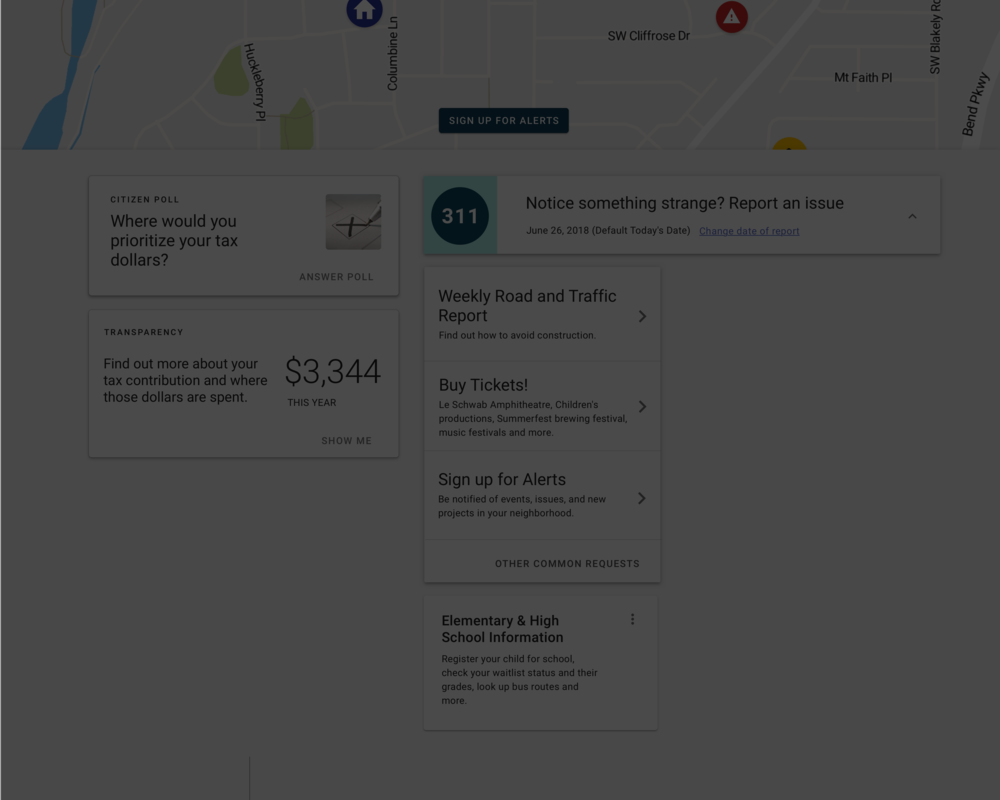 SW Blakely Rd
Columbine Ln
SW Cliffrose Dr
Huckleberry Pl
Mt Faith Pl
Bend Pkwy
SIGN UP FOR ALERTS
CITIZEN POLL
Where would you
prioritize your tax
dollars?
ANSWER POLL
311
Notice something strange? Report an issue
June 26, 2018 (Default Today's Date) Change date of report
TRANSPARENCY
Find out more about your
tax contribution and where
those dollars are spent.
$3,344
THIS YEAR
SHOW ME
Weekly Road and Traffic
Report
Find out how to avoid construction.
Buy Tickets!
Le Schwab Amphitheatre, Children's
productions, Summerfest brewing festival,
music festivals and more.
Sign up for Alerts
Be notified of events, issues, and new
projects in your neighborhood.
OTHER COMMON REQUESTS
Elementary & High
School Information
Register your child for school,
check your waitlist status and their
grades, look up bus routes and
more.